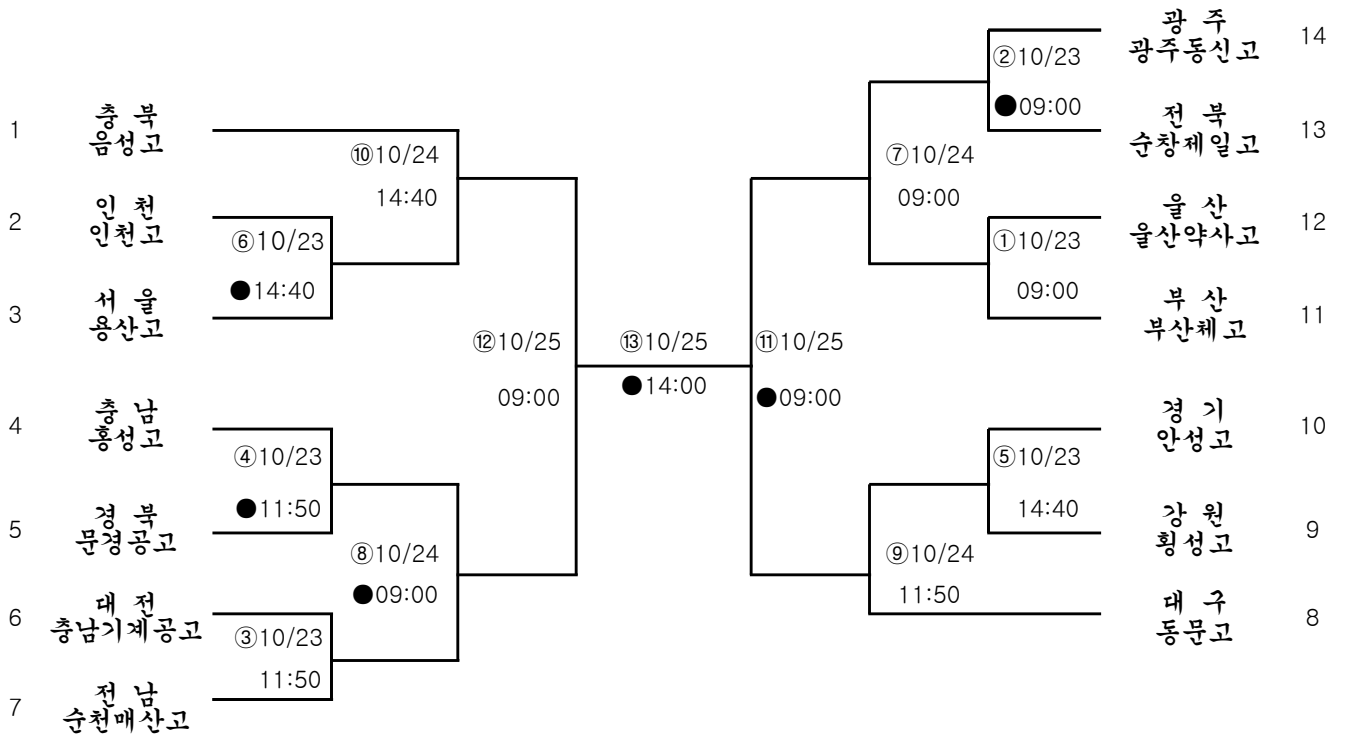 1
충 북
음성고
2
인 천
인천고
3
서 울
용산고
4
충 남
홍성고
5
경 북
문경공고
6
대 전
충남기계공고
7
전 남
순천매산고
⑥10/23
●14:40
④10/23
●11:50
③10/23
11:50
⑩10/24
14:40
⑧10/24
●09:00
⑫10/25
09:00
⑬10/25
●14:00
⑪10/25
●09:00
⑦10/24
09:00
⑨10/24
11:50
②10/23
●09:00
①10/23
09:00
⑤10/23
14:40
광 주
광주동신고
14
전 북
순창제일고
13
울 산
울산약사고
12
부 산
부산체고
11
경 기
안성고
10
강 원
횡성고
9
대 구
동문고
8